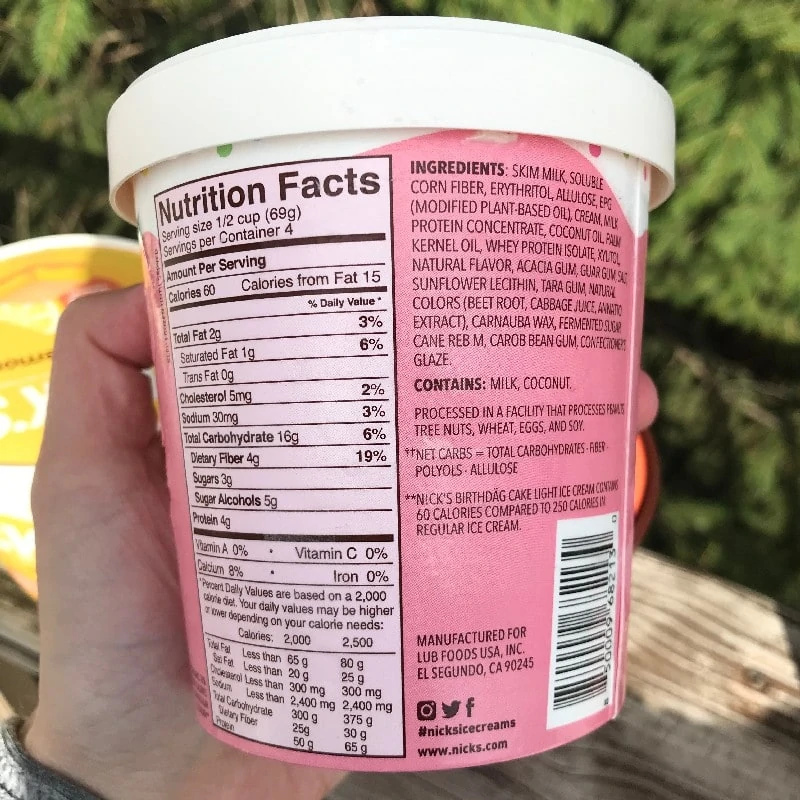 Nutrition Facts
Serving size 1/2 cup (69g)
Servings per Container 4
Amount Per Serving
Calories 60 Calories from Fat 15
% Daily Value*
Total Fat 2g 3%
Saturated Fat 1g 6%
Trans Fat 0g
Cholesterol 5mg 2%
Sodium 30mg 3%
Total Carbohydrate 16g 6%
Dietary Fiber 4g 19%
Sugars 3g
Sugar Alcohols 5g
Protein 4g
Vitamin A 0% • Vitamin C 0%
Calcium 8% • Iron 0%
*Percent Daily Values are based on a 2,000
calorie diet. Your daily values may be higher
or lower depending on your calorie needs:
Calories: 2,000 2,500
Total Fat Less than 65 g 80 g
Sat Fat Less than 20 g 25 g
Cholesterol Less than 300 mg 300 mg
Sodium Less than 2,400 mg 2,400 mg
Total Carbohydrate 300 g 375 g
Dietary Fiber 25g 30 g
Protein 50 g 65 g
INGREDIENTS: SKIM MILK, SOLUBLE
CORN FIBER, ERYTHRITOL, ALLULOSE, EPG
(MODIFIED PLANT-BASED OIL), CREAM, MILK
PROTEIN CONCENTRATE, COCONUT OIL, PALM
KERNEL OIL, WHEY PROTEIN ISOLATE, XYLITOL,
NATURAL FLAVOR, ACACIA GUM, GUAR GUM, SALT,
SUNFLOWER LECITHIN, TARA GUM, NATURAL
COLORS (BEET ROOT, CABBAGE JUICE, ANNATTO
EXTRACT), CARNAUBA WAX, FERMENTED SUGAR
CANE REB M, CAROB BEAN GUM, CONFECTIONER'S
GLAZE.
CONTAINS: MILK, COCONUT.
PROCESSED IN A FACILITY THAT PROCESSES PEANUTS
TREE NUTS, WHEAT, EGGS, AND SOY.
††NET CARBS = TOTAL CARBOHYDRATES - FIBER -
POLYOLS - ALLULOSE
**N!CK'S BIRTHDÅG CAKE LIGHT ICE CREAM CONTAINS
60 CALORIES COMPARED TO 250 CALORIES IN
REGULAR ICE CREAM.
MANUFACTURED FOR
LUB FOODS USA, INC.
EL SEGUNDO, CA 90245
#nicksicecreams
www.nicks.com